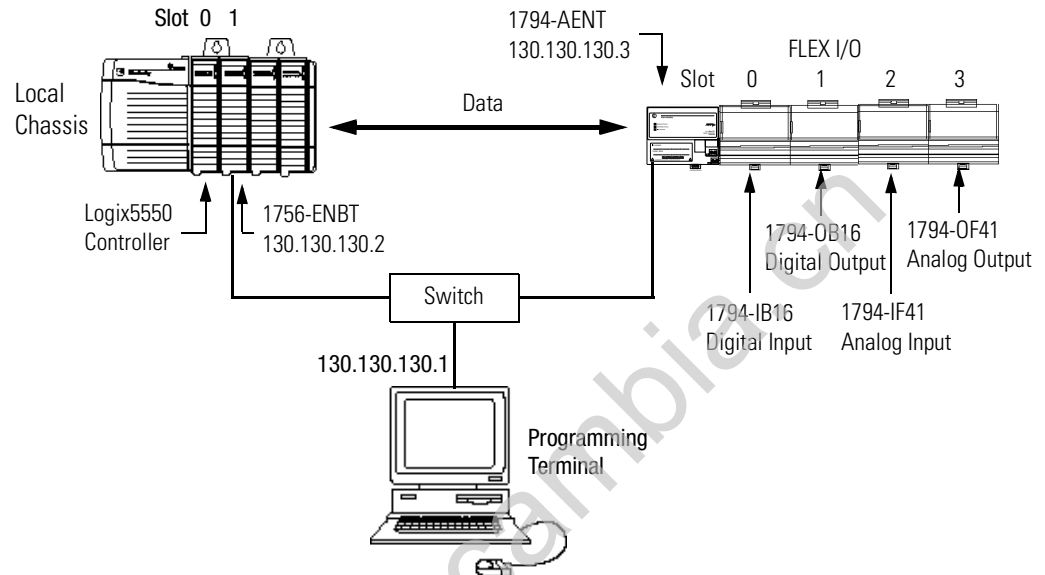 Slot 0 1
1794-AENT
130.130.130.3
FLEX I/O
Slot 0 1 2 3
Local
Chassis
Data
Logix5550
Controller
1756-ENBT
130.130.130.2
1794-OB16
Digital Output
1794-OF41
Analog Output
Switch
1794-IB16
Digital Input
1794-IF41
Analog Input
130.130.130.1
Programming
Terminal
cambia.cn